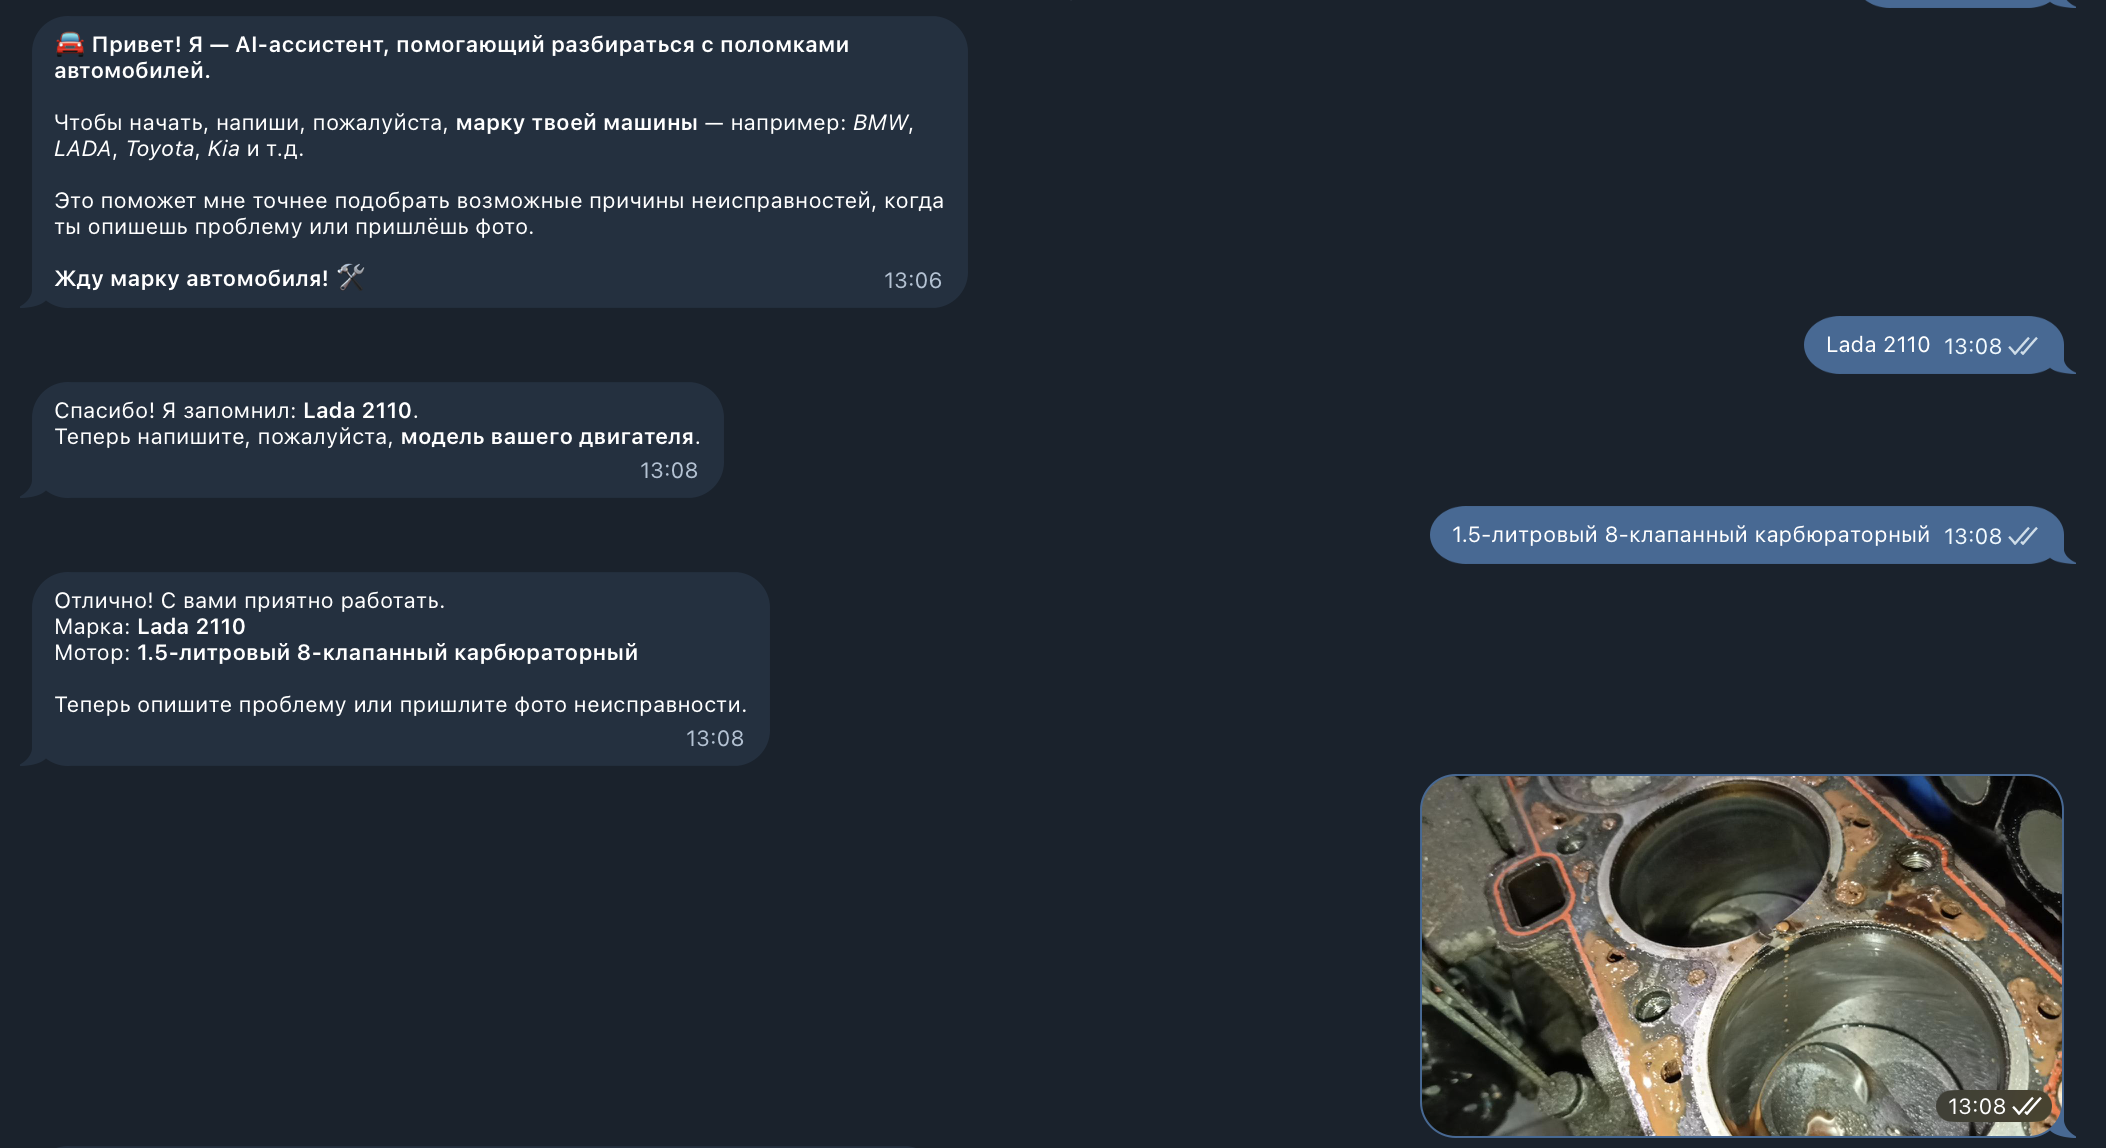 🚘 Привет! Я — AI-ассистент, помогающий разбираться с поломками
автомобилей.
Чтобы начать, напиши, пожалуйста, марку твоей машины — например: BMW,
LADA, Toyota, Kia и т.д.
Это поможет мне точнее подобрать возможные причины неисправностей, когда
ты опишешь проблему или пришлёшь фото.
Жду марку автомобиля! 🛠
13:06
Lada 2110 13:08
Спасибо! Я запомнил: Lada 2110.
Теперь напишите, пожалуйста, модель вашего двигателя.
13:08
1.5-литровый 8-клапанный карбюраторный 13:08
Отлично! С вами приятно работать.
Марка: Lada 2110
Мотор: 1.5-литровый 8-клапанный карбюраторный
Теперь опишите проблему или пришлите фото неисправности.
13:08
13:08